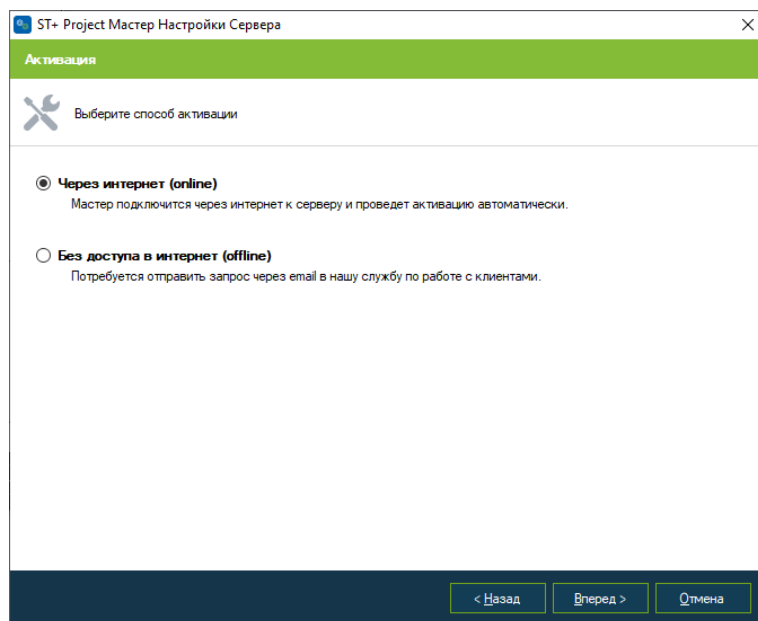 ST+ Project Мастер Настройки Сервера
Активация
Выберите способ активации
Через интернет (online)
Мастер подключится через интернет к серверу и проведет активацию автоматически.
Без доступа в интернет (offline)
Потребуется отправить запрос через email в нашу службу по работе с клиентами.
< Назад Вперед > Отмена